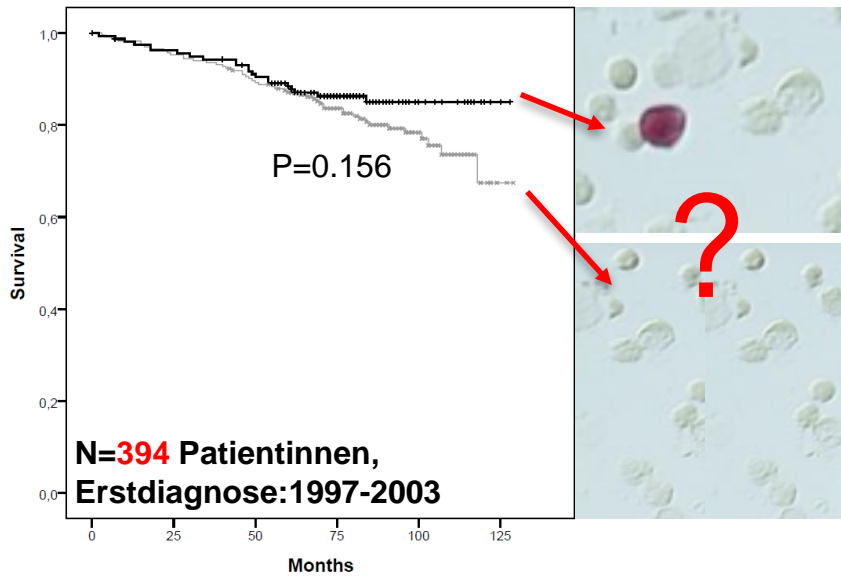 1,0
0,8
0,6
0,4
0,2
0,0
Survival
P=0.156
?
N=394 Patientinnen,
Erstdiagnose:1997-2003
0 25 50 75 100 125
Months